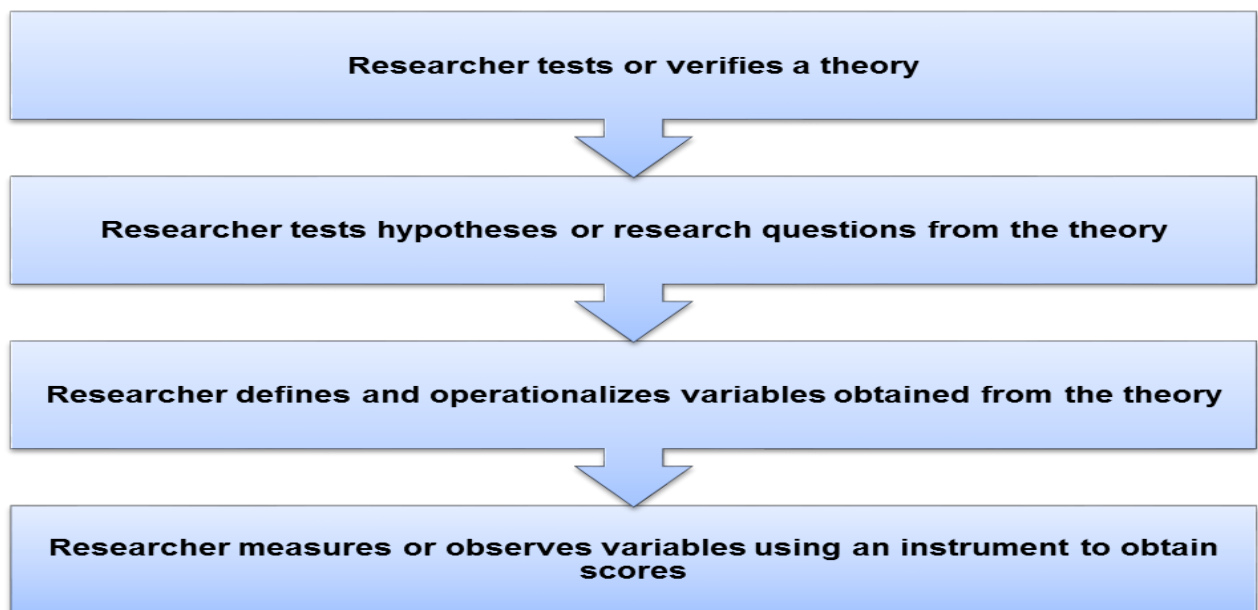 Researcher tests or verifies a theory
Researcher tests hypotheses or research questions from the theory
Researcher defines and operationalizes variables obtained from the theory
Researcher measures or observes variables using an instrument to obtain
scores